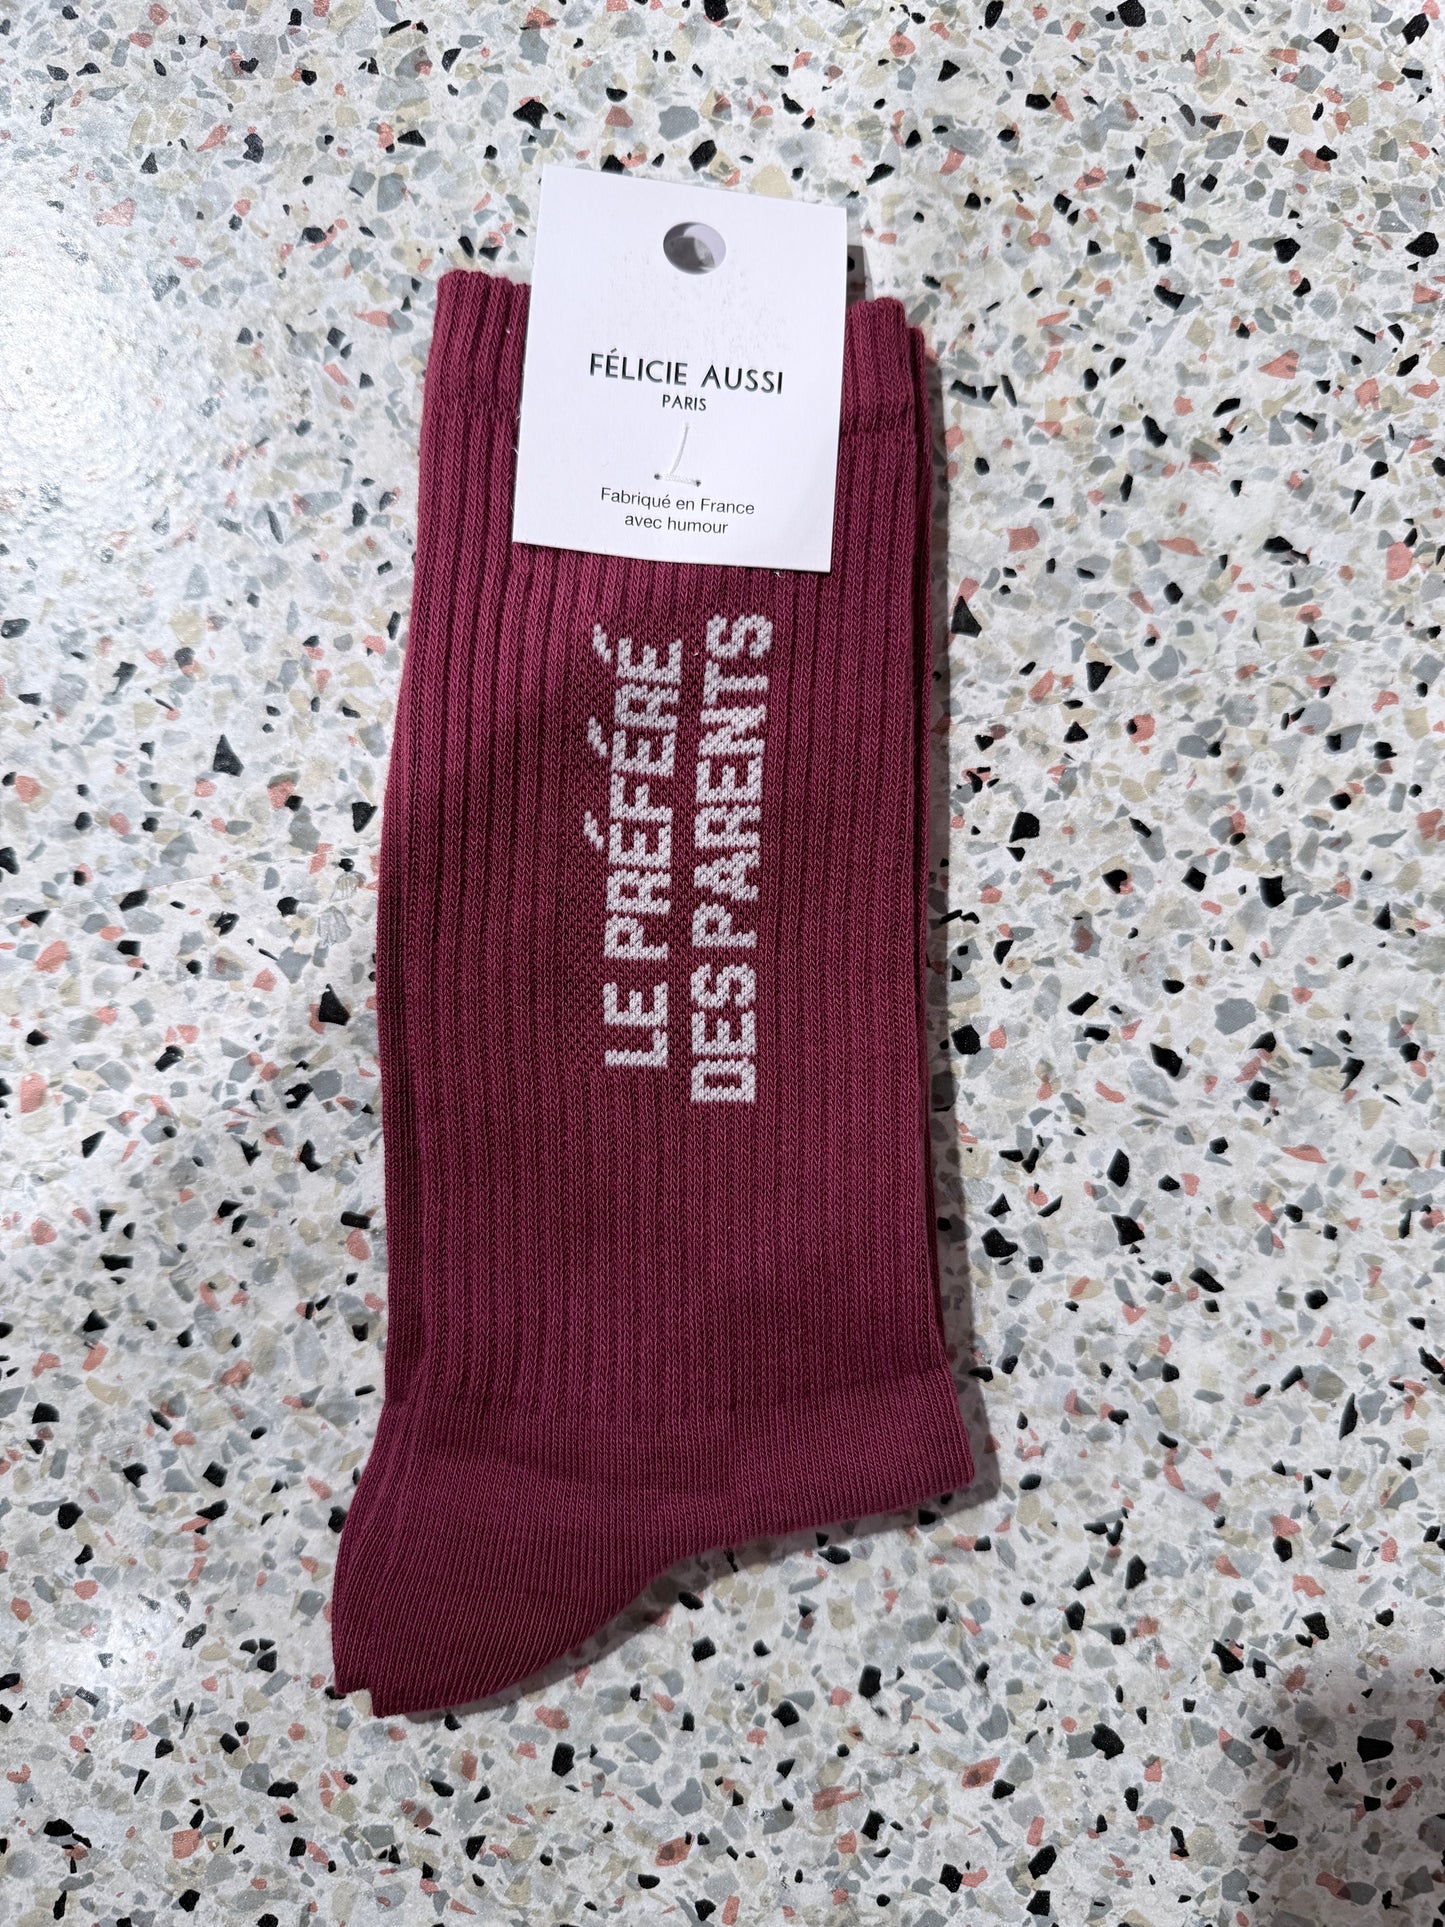 FÉLICIE AUSSI
PARIS
Fabriqué en France
avec humour
LE PRÉFÉRÉ
DES PARENTS